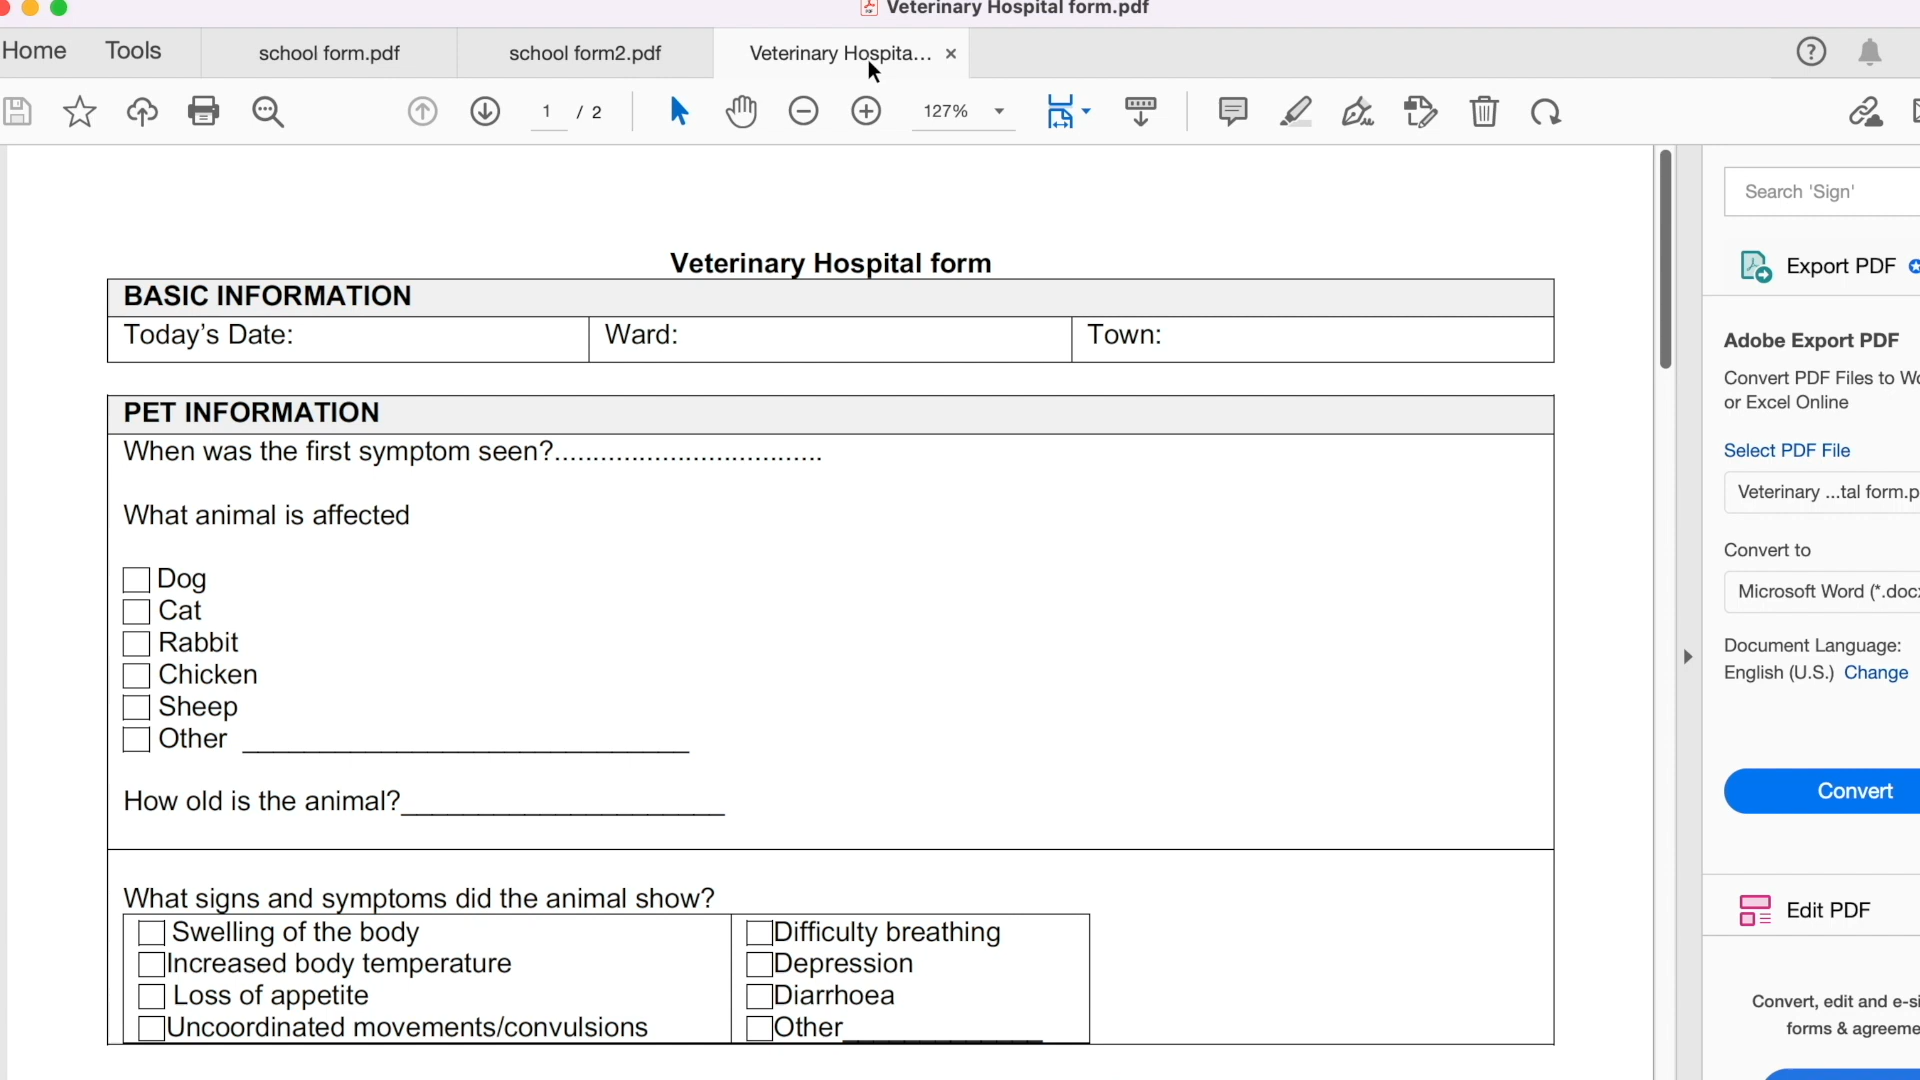 Veterinary Hospital form.pdf
Home Tools school form.pdf school form2.pdf Veterinary Hospita... ×
1 / 2 127%
Search 'Sign'
Export PDF
Adobe Export PDF
Convert PDF Files to
or Excel Online
Select PDF File
Veterinary ...tal form.p
Convert to
Microsoft Word (*.doc
Document Language:
English (U.S.) Change
Convert
Edit PDF
Convert, edit and
forms &
Veterinary Hospital form
BASIC INFORMATION
Today’s Date: Ward: Town:
PET INFORMATION
When was the first symptom seen?..................................
What animal is affected
Dog
Cat
Rabbit
Chicken
Sheep
Other ______________________________
How old is the animal?______________________
What signs and symptoms did the animal show?
Swelling of the body Difficulty breathing
Increased body temperature Depression
Loss of appetite Diarrhoea
Uncoordinated movements/convulsions Other______________